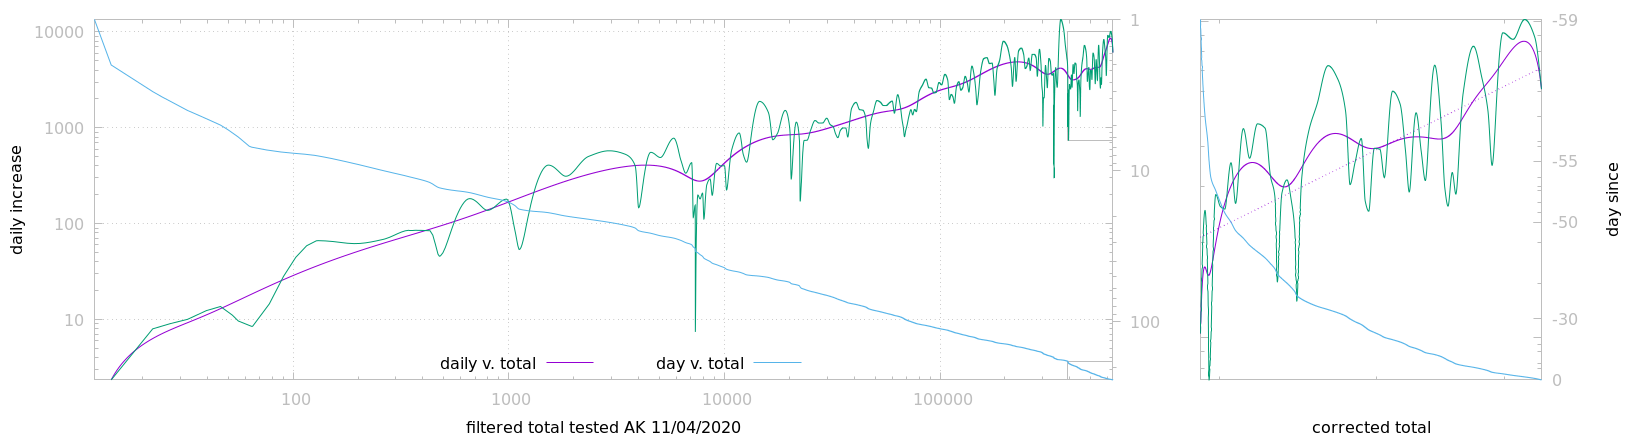 10000
1000
100
10
daily increase
100
1000
10000
100000
filtered total tested AK 11/04/2020
daily v. total
day v. total
1
10
100
-59
-55
-50
-30
0
day since
corrected total